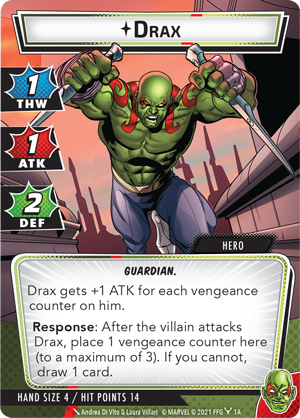 DRAX
1
THW
1
ATK
2
DEF
HERO
GUARDIAN.
Drax gets +1 ATK for each vengeance
counter on him.
Response: After the villain attacks
Drax, place 1 vengeance counter here
(to a maximum of 3). If you cannot,
draw 1 card.
Andrea Di Vito & Laura Villari © MARVEL © 2021 FFG 1A
HAND SIZE 4 / HIT POINTS 14